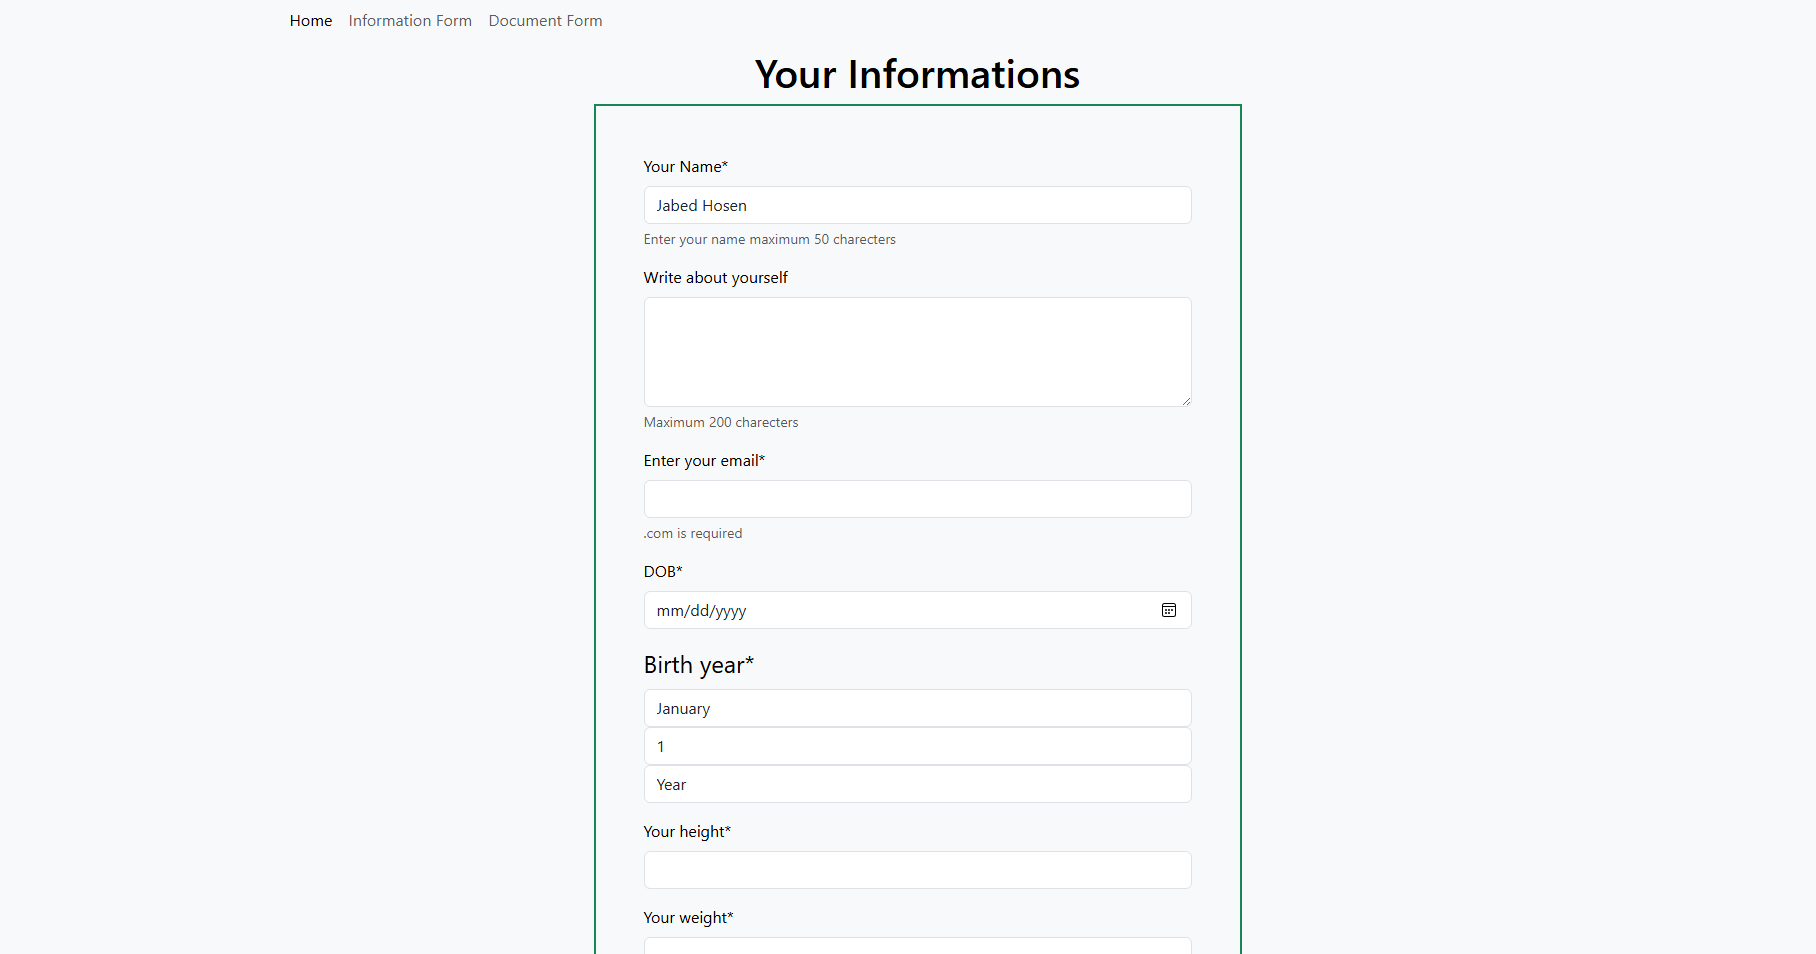 Home Information Form Document Form
Your Informations
Your Name*
Jabed Hosen
Enter your name maximum 50 charecters
Write about yourself
Maximum 200 charecters
Enter your email*
.com is required
DOB*
mm/dd/yyyy
Birth year*
January
1
Year
Your height*
Your weight*